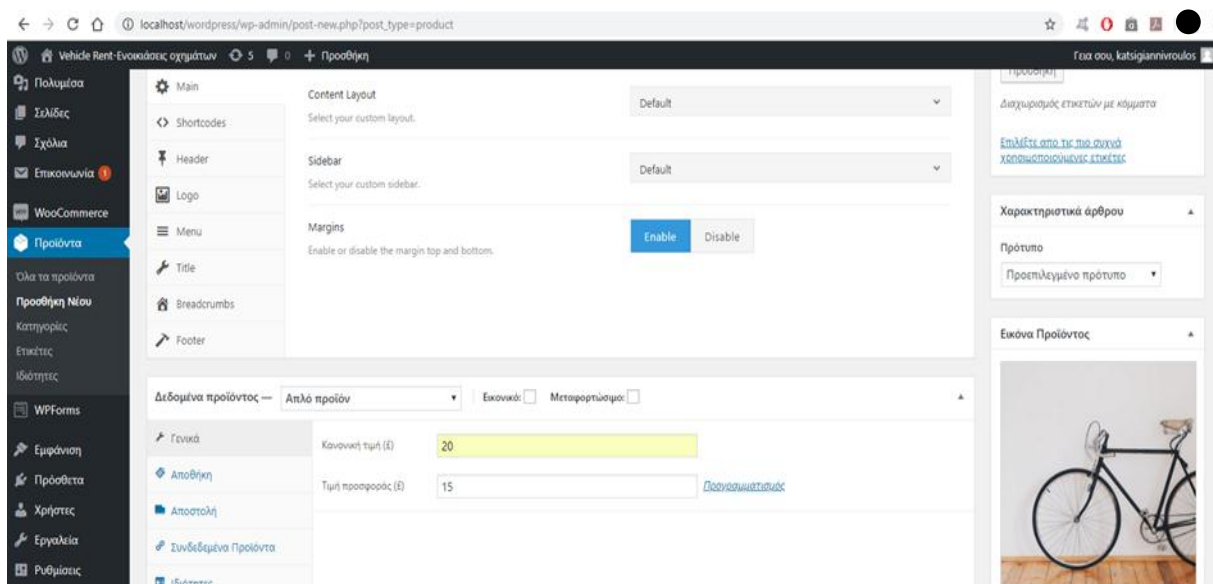 localhost/wordpress/wp-admin/post-new.php?post_type=product
Vehicle Rent-Ενοικιάσεις οχημάτων 5 0 + Προσθήκη
Γεια σου, katsigiannivroulos
Πολυμέσα
Σελίδες
Σχόλια
Επικοινωνία 1
WooCommerce
Προϊόντα
Όλα τα προϊόντα
Προσθήκη Νέου
Κατηγορίες
Ετικέτες
Ιδιότητες
WPForms
Εμφάνιση
Πρόσθετα
Χρήστες
Εργαλεία
Ρυθμίσεις
Main
Shortcodes
Header
Logo
Menu
Title
Breadcrumbs
Footer
Content Layout
Select your custom layout.
Default
Sidebar
Select your custom sidebar.
Default
Margins
Enable or disable the margin top and bottom.
Enable Disable
Δεδομένα προϊόντος — Απλό προϊόν Εικονικό: Μεταφορτώσιμο:
Γενικά
Αποθήκη
Αποστολή
Συνδεδεμένα Προϊόντα
Ιδιότητες
Κανονική τιμή (£) 20
Τιμή προσφοράς (£) 15 Προγραμματισμός
Προσθήκη
Διαχωρισμός ετικετών με κόμματα
Επιλέξτε απο τις πιο συχνά
χρησιμοποιούμενες ετικέτες
Χαρακτηριστικά άρθρου
Πρότυπο
Προεπιλεγμένο πρότυπο
Εικόνα Προϊόντος